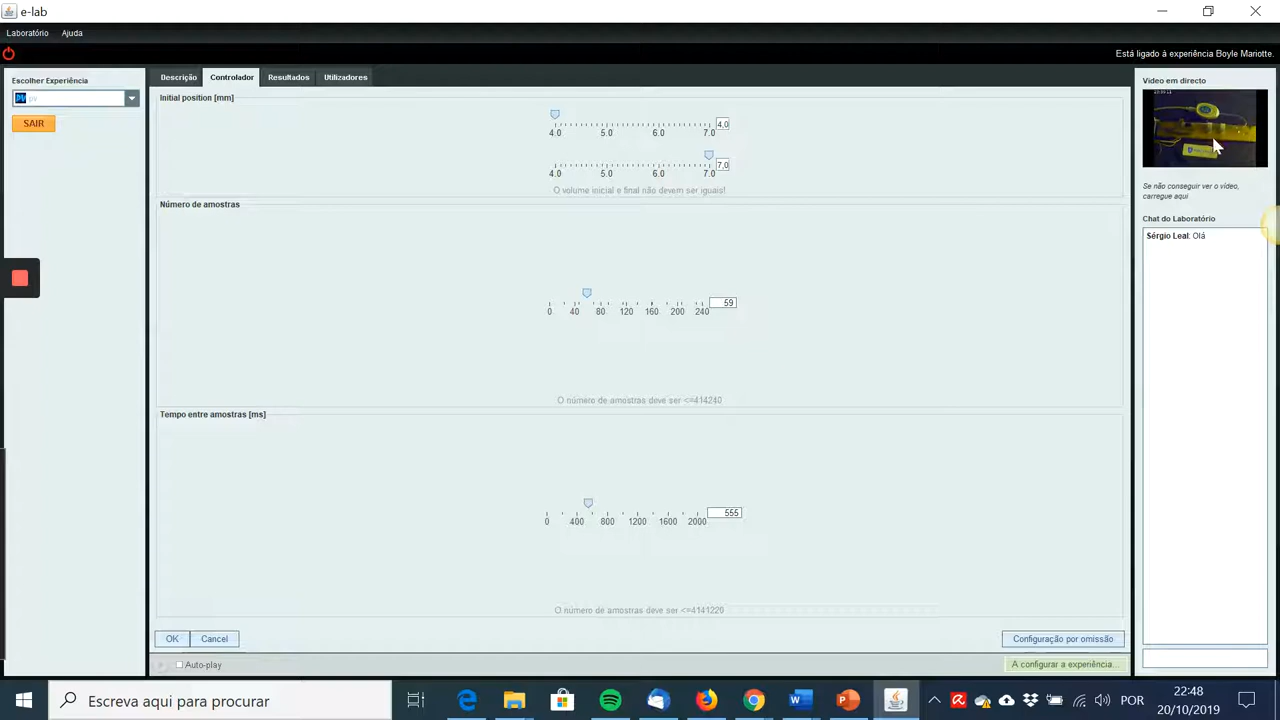 e-lab
Laboratório Ajuda
Está ligado à experiência Boyle Mariotte.
Escolher Experiência
pv
SAIR
Descrição Controlador Resultados Utilizadores
Initial position [mm]
4.0 5.0 6.0 7.0 4,0
4.0 5.0 6.0 7.0 7,0
O volume inicial e final não devem ser iguais!
Número de amostras
0 40 80 120 160 200 240 59
O número de amostras deve ser <=414240
Tempo entre amostras [ms]
0 400 800 1200 1600 2000 555
O número de amostras deve ser <=4141220
OK Cancel Configuração por omissão
Auto-play A configurar a experiência...
Vídeo em directo
Se não conseguir ver o vídeo,
carregue aqui
Chat do Laboratório
Sérgio Leal: Olá
Escreva aqui para procurar
POR
22:48
20/10/2019